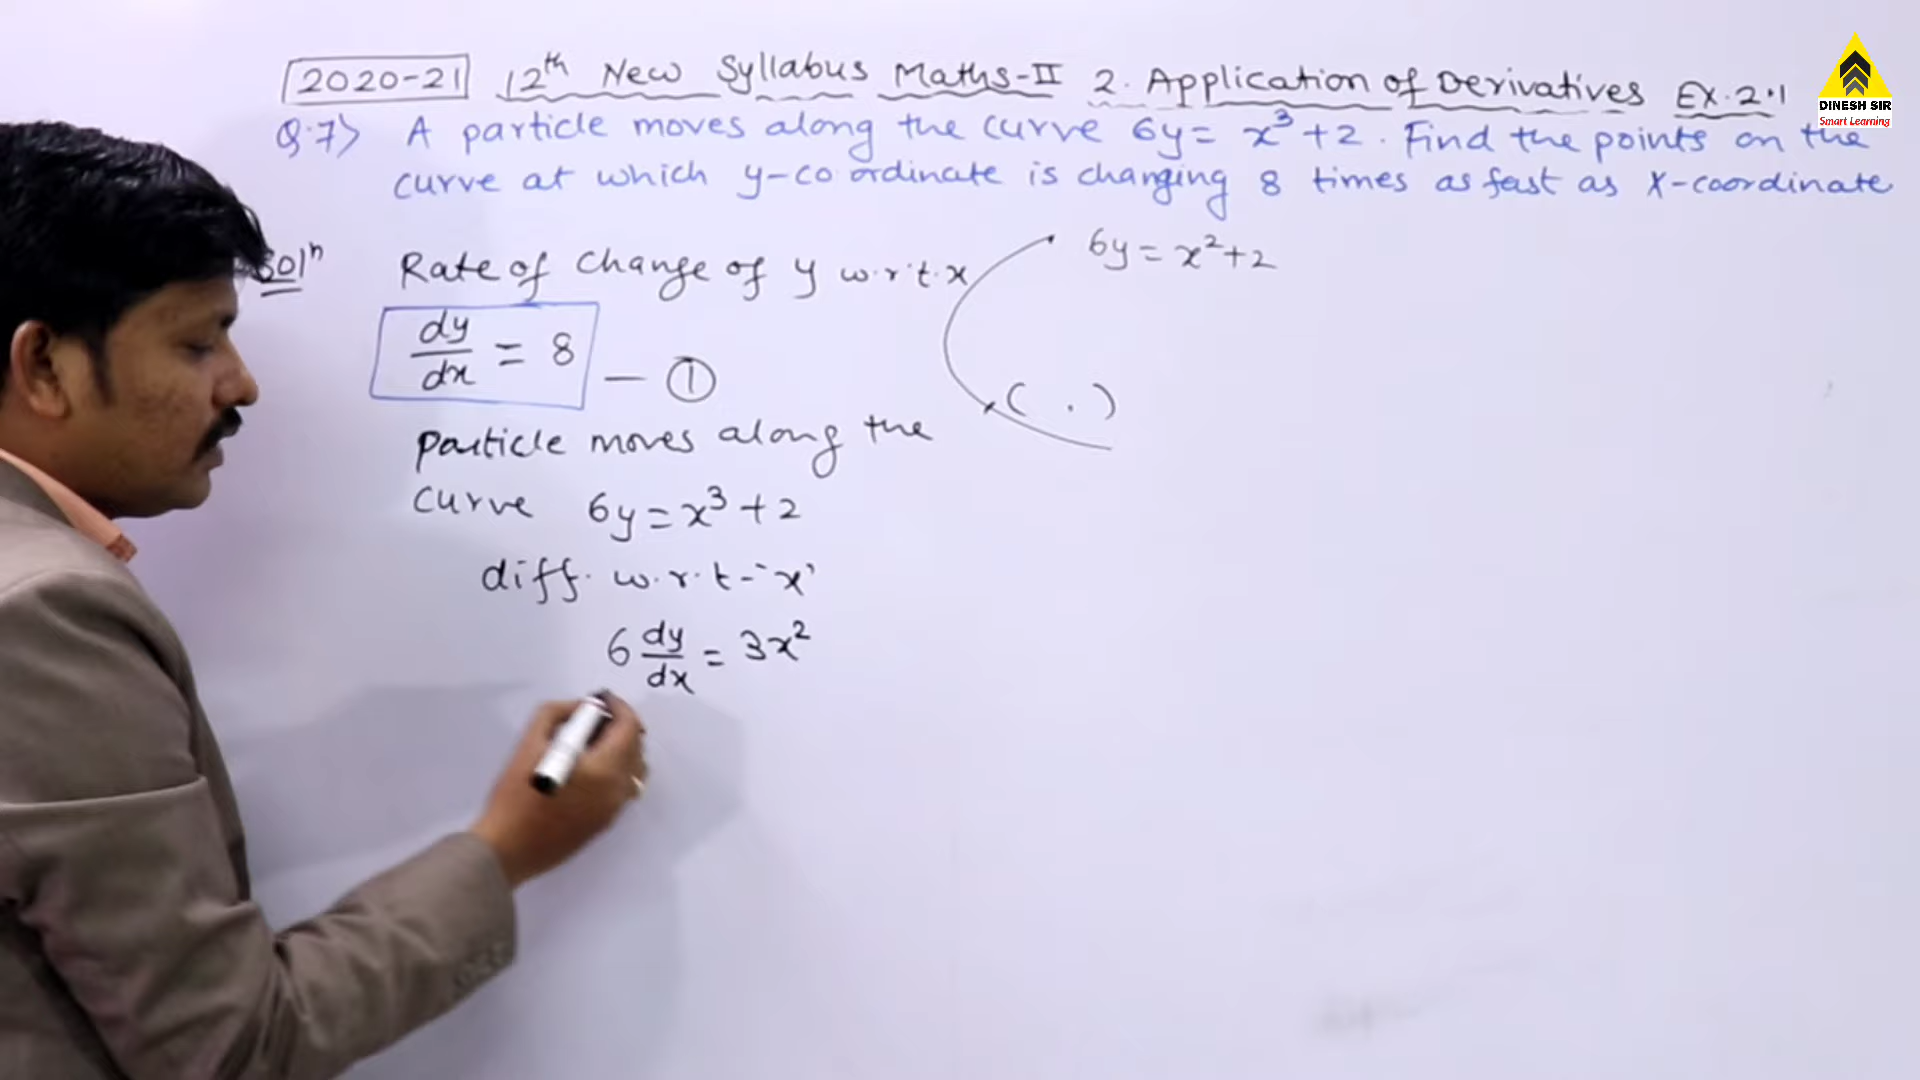 2020-21 12th New Syllabus Maths-II 2. Application of Derivatives Ex.2.1
Q.7> A particle moves along the curve 6y = x³+2. Find the points on the
curve at which y-coordinate is changing 8 times as fast as X-coordinate
Solⁿ Rate of change of y w.r.t.x
6y = x²+2
dy/dx = 8 — ①
( . )
particle moves along the
curve 6y = x³+2
diff. w.r.t-'x'
6 dy/dx = 3x²
DINESH SIR
Smart Learning